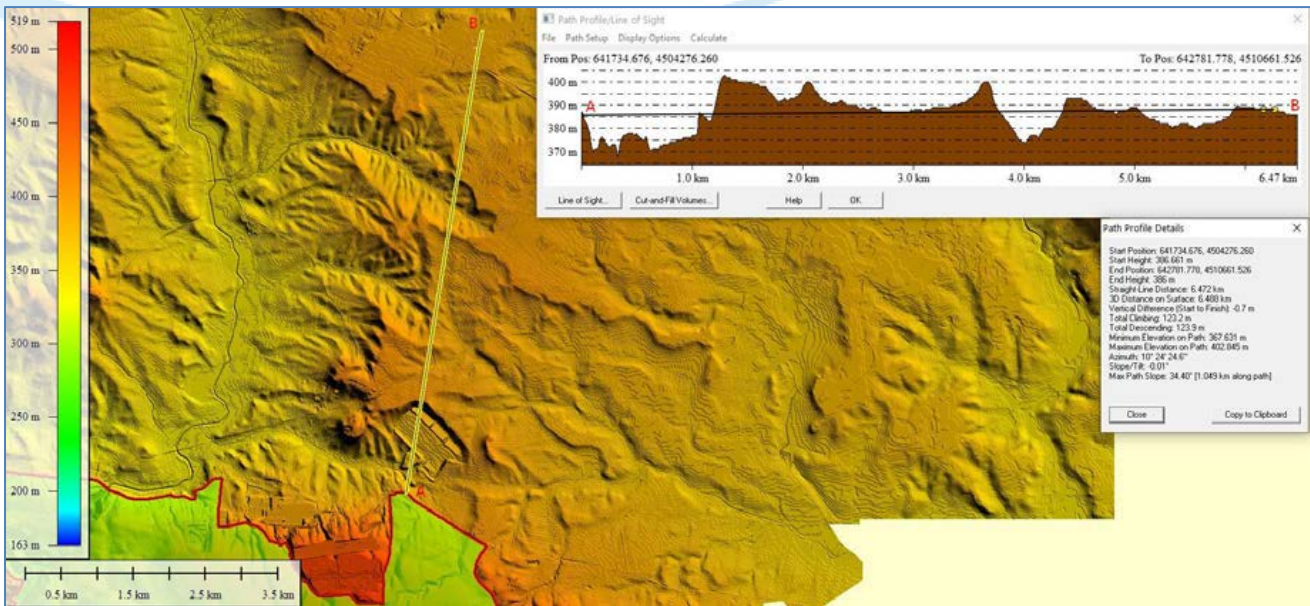 519 m
500 m
450 m
400 m
350 m
300 m
250 m
200 m
163 m
0.5 km 1.5 km 2.5 km 3.5 km
B
A
Path Profile/Line of Sight
File Path Setup Display Options Calculate
From Pos: 641734.676, 4504276.260 To Pos: 642781.778, 4510661.526
400 m
390 m
380 m
370 m
A
B
1.0 km 2.0 km 3.0 km 4.0 km 5.0 km 6.47 km
Line of Sight... Cut-and-Fill Volumes... Help OK
Path Profile Details
Start Position: 641734.676, 4504276.260
Start Height: 386.661 m
End Position: 642781.778, 4510661.526
End Height: 386 m
Straight-Line Distance: 6.472 km
3D Distance on Surface: 6.488 km
Vertical Difference (Start to Finish): -0.7 m
Total Climbing: 123.2 m
Total Descending: 123.9 m
Minimum Elevation on Path: 367.631 m
Maximum Elevation on Path: 402.845 m
Azimuth: 10° 24' 24.6"
Slope/Tilt: -0.01°
Max Path Slope: 34.40° [1.049 km along path]
Close Copy to Clipboard